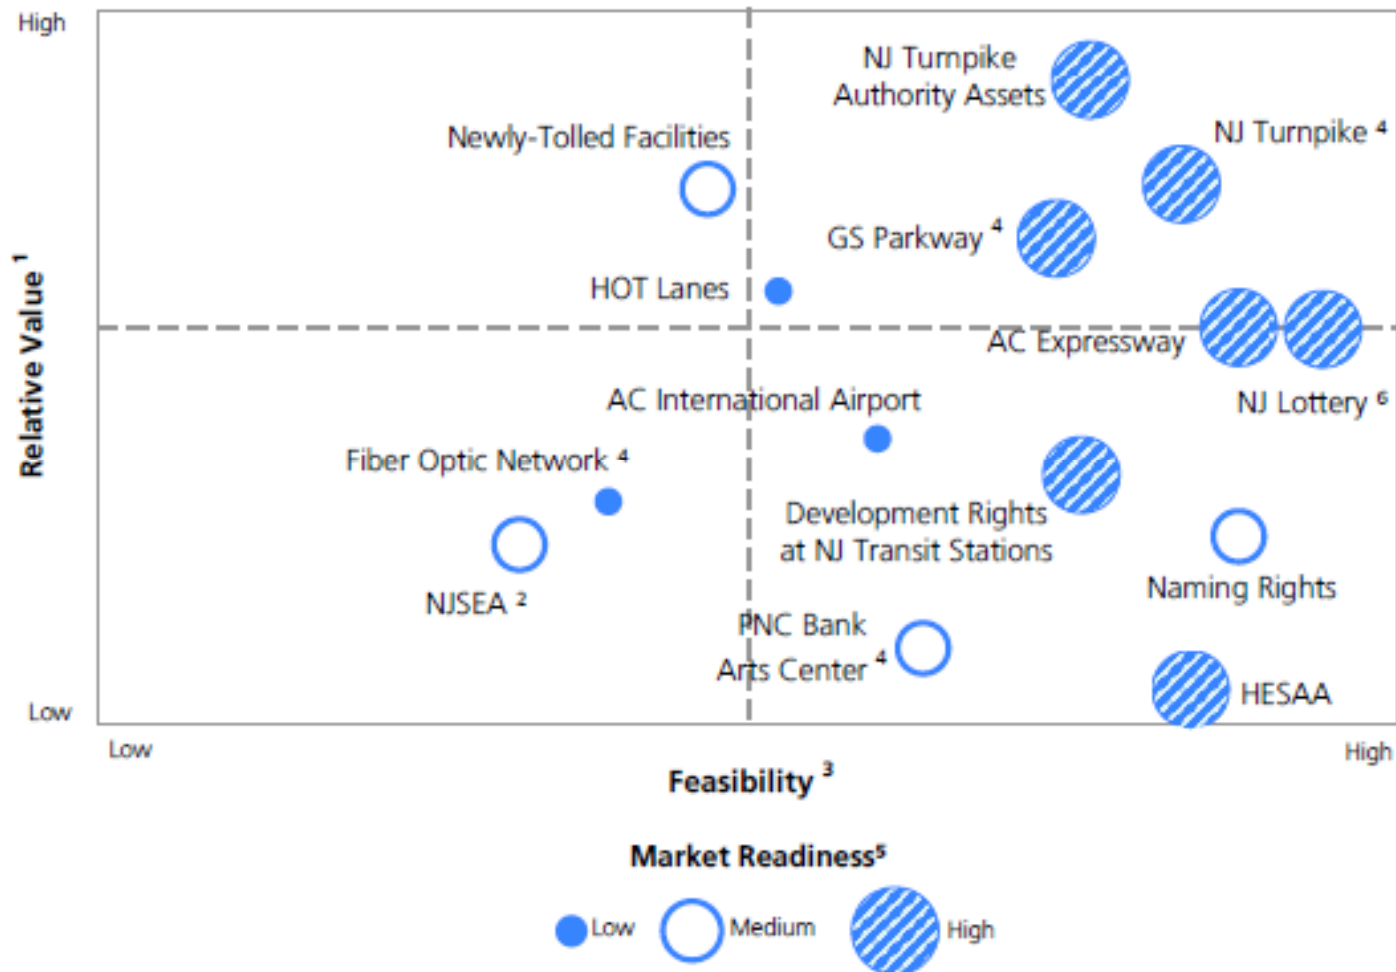 High
NJ Turnpike
Authority Assets
NJ Turnpike ⁴
Newly-Tolled Facilities
GS Parkway ⁴
HOT Lanes
Relative Value ¹
AC Expressway
NJ Lottery ⁶
AC International Airport
Fiber Optic Network ⁴
Development Rights
at NJ Transit Stations
Naming Rights
NJSEA ²
PNC Bank
Arts Center ⁴
HESAA
Low
Low
High
Feasibility ³
Market Readiness⁵
Low
Medium
High